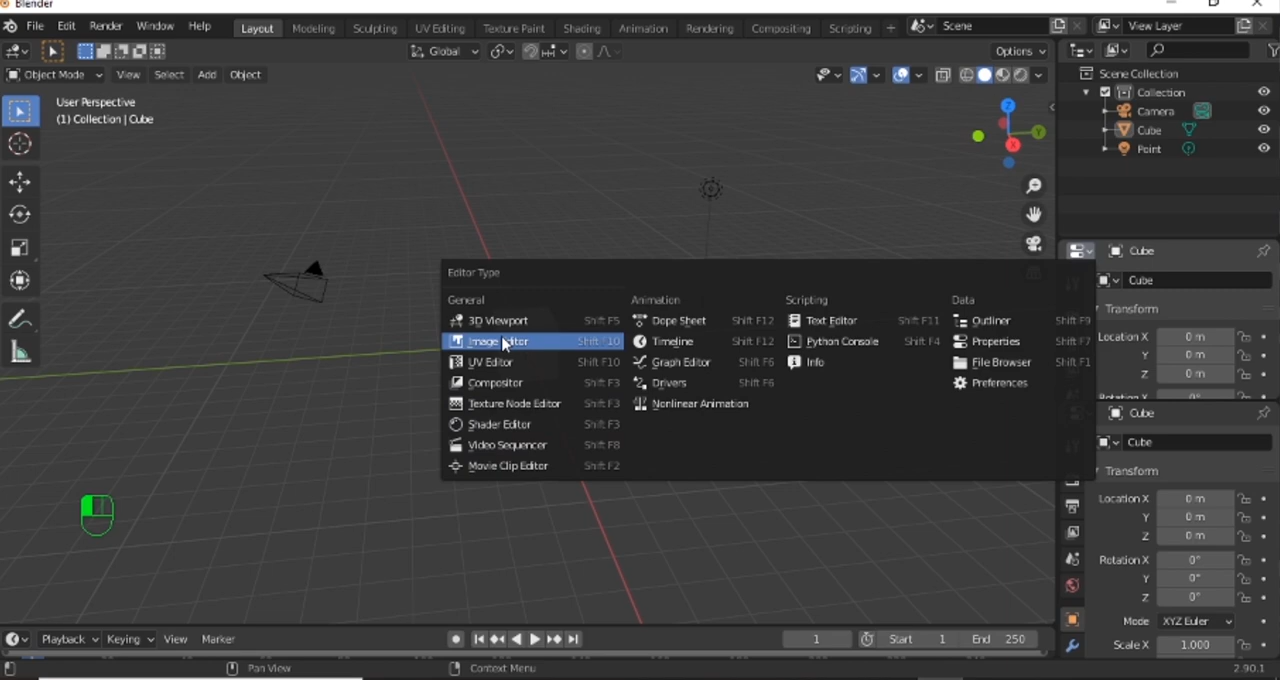 Blender
File Edit Render Window Help Layout Modeling Sculpting UV Editing Texture Paint Shading Animation Rendering Compositing Scripting + Scene View Layer
Global Options
Object Mode View Select Add Object
User Perspective
(1) Collection | Cube
Z
Y
X
Scene Collection
Collection
Camera
Cube
Point
Cube
Cube
Transform
Location X 0 m
Y 0 m
Z 0 m
Rotation X 0°
Cube
Cube
Transform
Location X 0 m
Y 0 m
Z 0 m
Rotation X 0°
Y 0°
Z 0°
Mode XYZ Euler
Scale X 1.000
Editor Type
General Animation Scripting Data
3D Viewport Shift F5 Dope Sheet Shift F12 Text Editor Shift F11 Outliner Shift F9
Image Editor Shift F10 Timeline Shift F12 Python Console Shift F4 Properties Shift F7
UV Editor Shift F10 Graph Editor Shift F6 Info File Browser Shift F1
Compositor Shift F3 Drivers Shift F6 Preferences
Texture Node Editor Shift F3 Nonlinear Animation
Shader Editor Shift F3
Video Sequencer Shift F8
Movie Clip Editor Shift F2
Playback Keying View Marker 1 Start 1 End 250
Pan View Context Menu 2.90.1